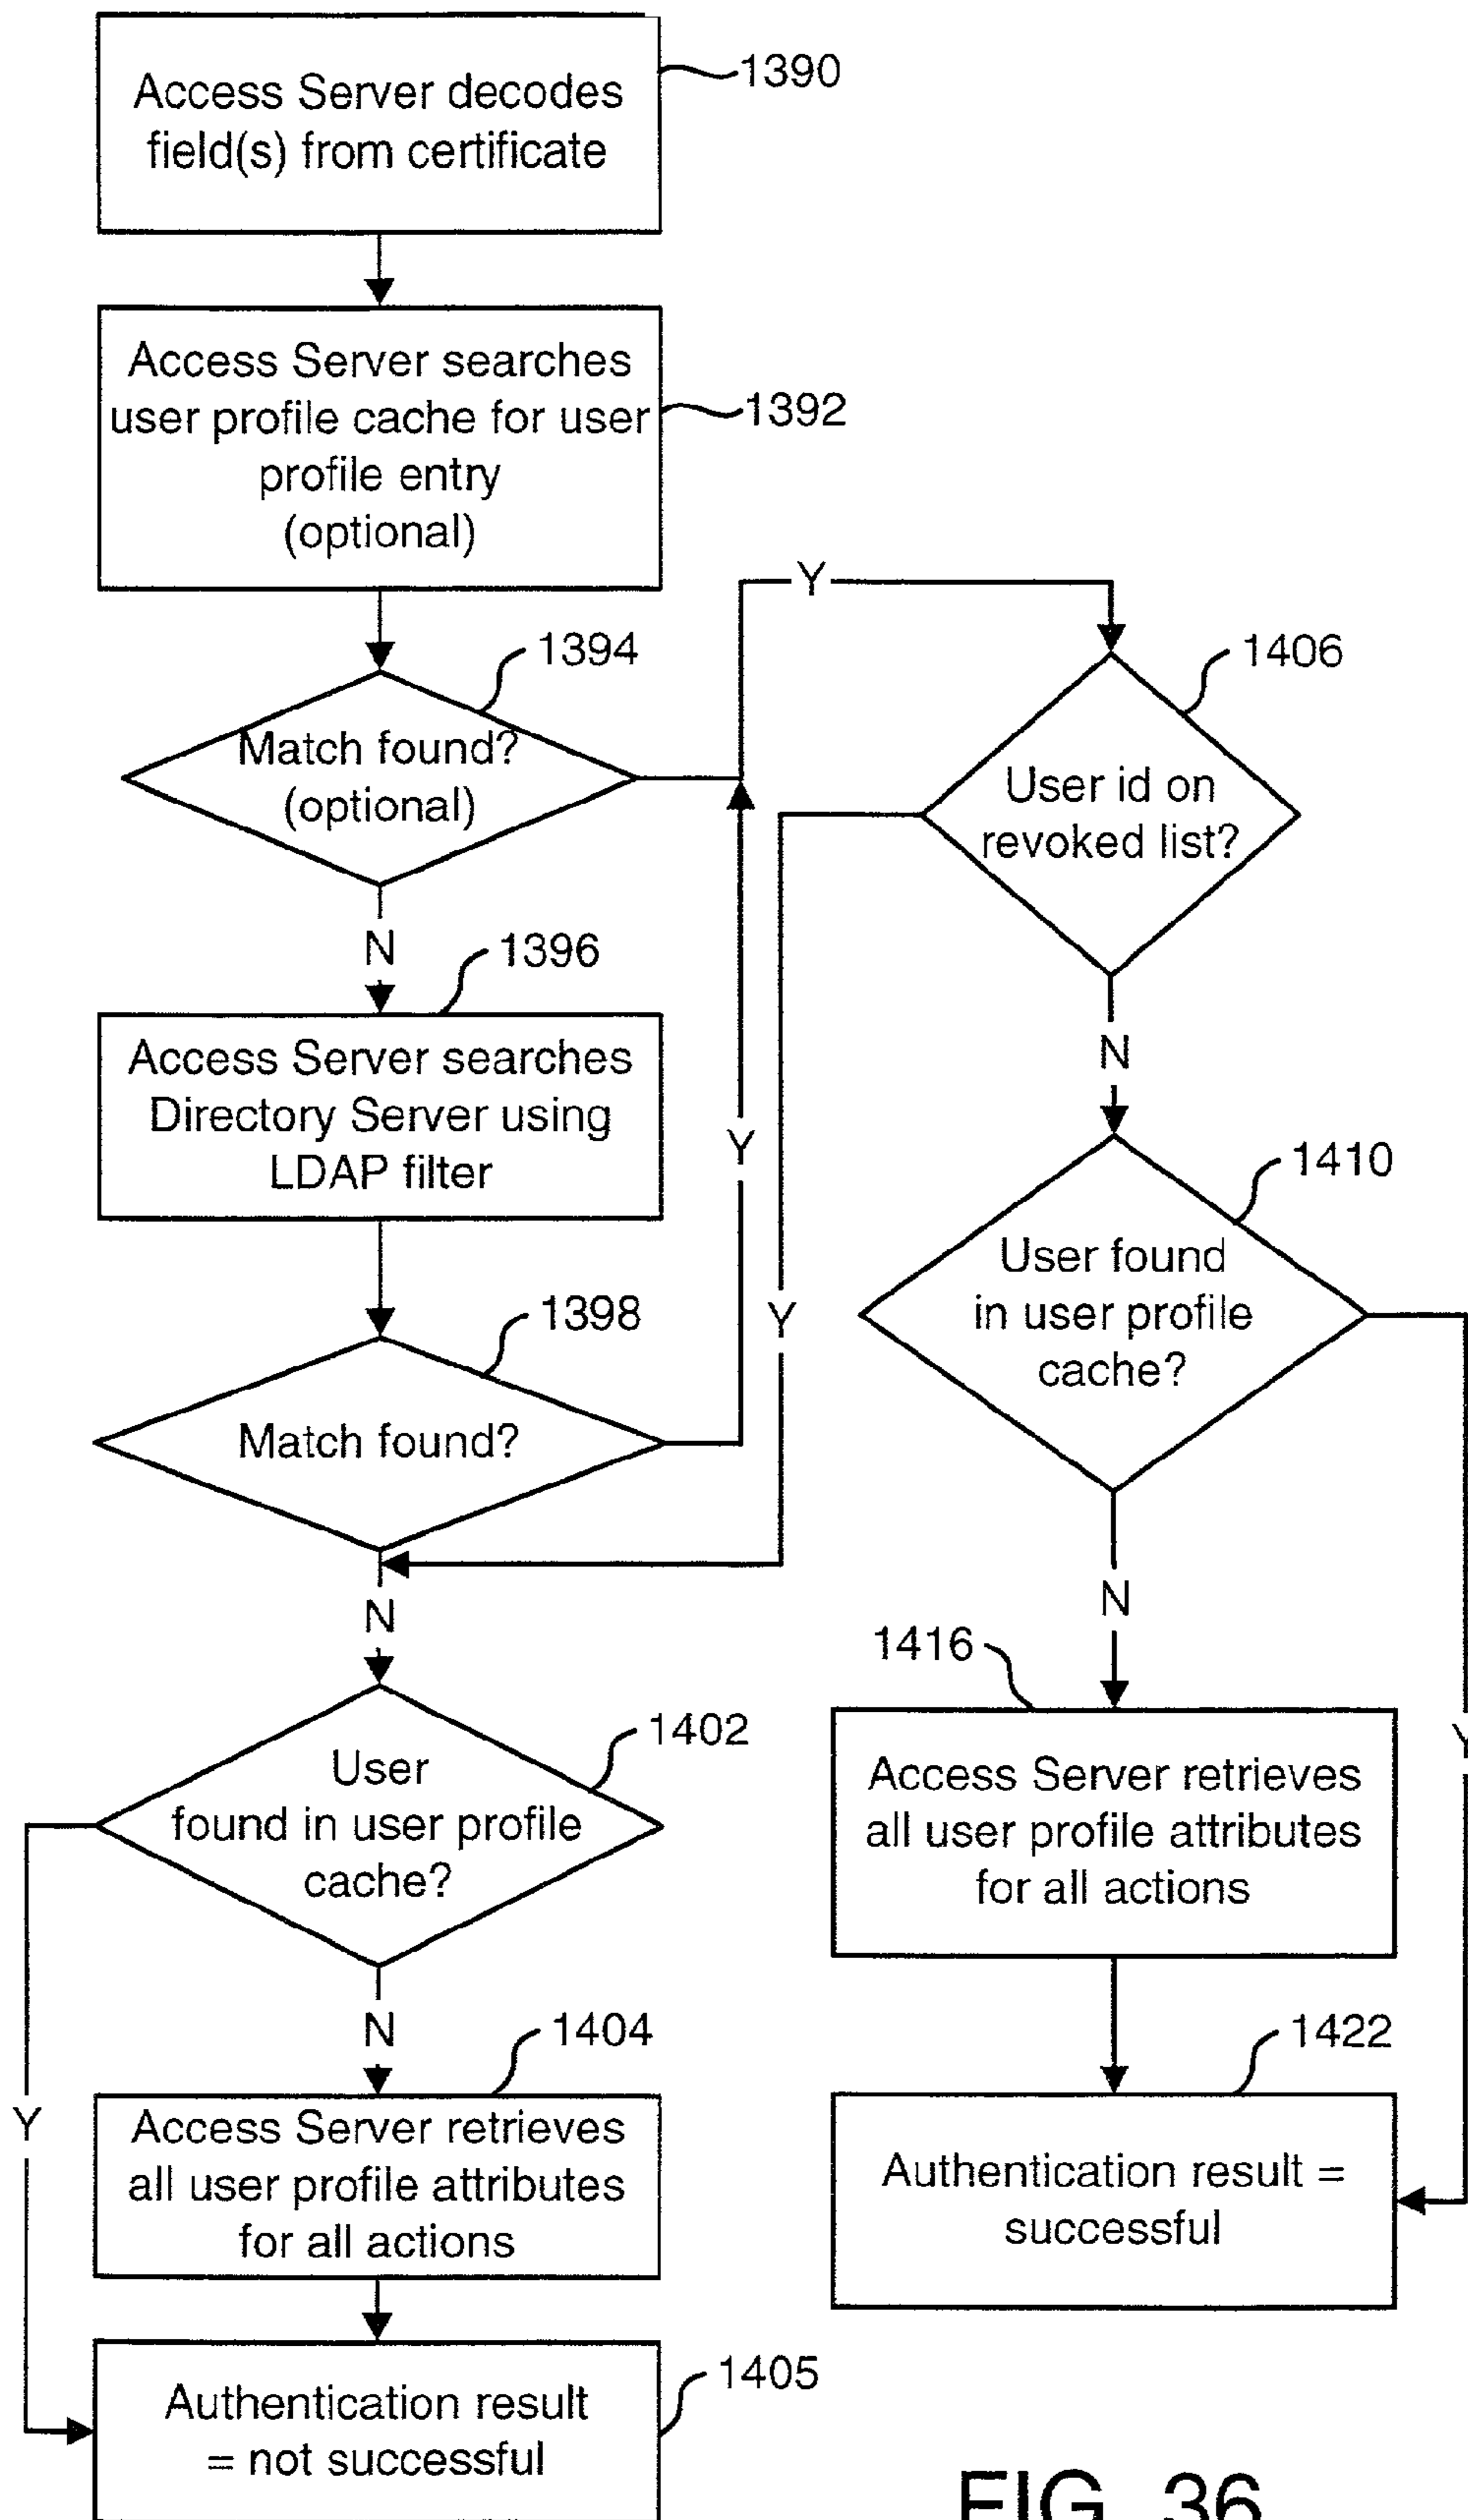 Access Server decodes
field(s) from certificate
1390
Access Server searches
user profile cache for user
profile entry
(optional)
1392
Y
1394
Match found?
(optional)
1406
User id on
revoked list?
N
1396
Access Server searches
Directory Server using
LDAP filter
Y
N
1410
User found
in user profile
cache?
Y
1398
Match found?
N
N
1416
Access Server retrieves
all user profile attributes
for all actions
Y
1402
User
found in user profile
cache?
N
1404
Access Server retrieves
all user profile attributes
for all actions
Y
1422
Authentication result =
successful
1405
Authentication result
= not successful
FIG. 36